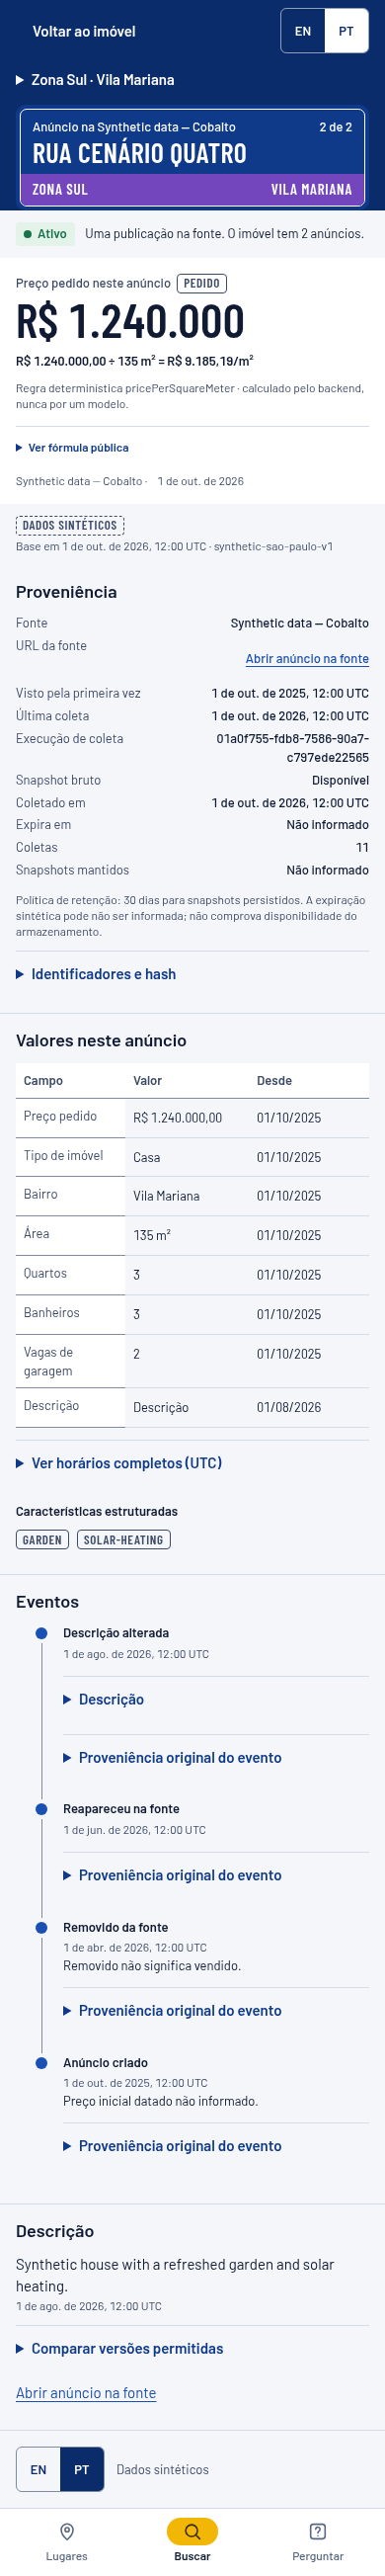 Voltar ao imóvel
EN PT
Zona Sul · Vila Mariana
Anúncio na Synthetic data — Cobalto 2 de 2
RUA CENÁRIO QUATRO
ZONA SUL VILA MARIANA
Ativo Uma publicação na fonte. O imóvel tem 2 anúncios.
Preço pedido neste anúncio PEDIDO
R$ 1.240.000
R$ 1.240.000,00 ÷ 135 m² = R$ 9.185,19/m²
Regra determinística pricePerSquareMeter · calculado pelo backend,
nunca por um modelo.
Ver fórmula pública
Synthetic data — Cobalto · 1 de out. de 2026
DADOS SINTÉTICOS
Base em 1 de out. de 2026, 12:00 UTC · synthetic-sao-paulo-v1
Proveniência
Fonte Synthetic data — Cobalto
URL da fonte
Abrir anúncio na fonte
Visto pela primeira vez 1 de out. de 2025, 12:00 UTC
Última coleta 1 de out. de 2026, 12:00 UTC
Execução de coleta 01a0f755-fdb8-7586-90a7-
c797ede22565
Snapshot bruto Disponível
Coletado em 1 de out. de 2026, 12:00 UTC
Expira em Não informado
Coletas 11
Snapshots mantidos Não informado
Política de retenção: 30 dias para snapshots persistidos. A expiração
sintética pode não ser informada; não comprova disponibilidade do
armazenamento.
Identificadores e hash
Valores neste anúncio
Campo Valor Desde
Preço pedido R$ 1.240.000,00 01/10/2025
Tipo de imóvel Casa 01/10/2025
Bairro Vila Mariana 01/10/2025
Área 135 m² 01/10/2025
Quartos 3 01/10/2025
Banheiros 3 01/10/2025
Vagas de
garagem 2 01/10/2025
Descrição Descrição 01/08/2026
Ver horários completos (UTC)
Características estruturadas
GARDEN SOLAR-HEATING
Eventos
Descrição alterada
1 de ago. de 2026, 12:00 UTC
Descrição
Proveniência original do evento
Reapareceu na fonte
1 de jun. de 2026, 12:00 UTC
Proveniência original do evento
Removido da fonte
1 de abr. de 2026, 12:00 UTC
Removido não significa vendido.
Proveniência original do evento
Anúncio criado
1 de out. de 2025, 12:00 UTC
Preço inicial datado não informado.
Proveniência original do evento
Descrição
Synthetic house with a refreshed garden and solar
heating.
1 de ago. de 2026, 12:00 UTC
Comparar versões permitidas
Abrir anúncio na fonte
EN PT Dados sintéticos
Lugares Buscar Perguntar